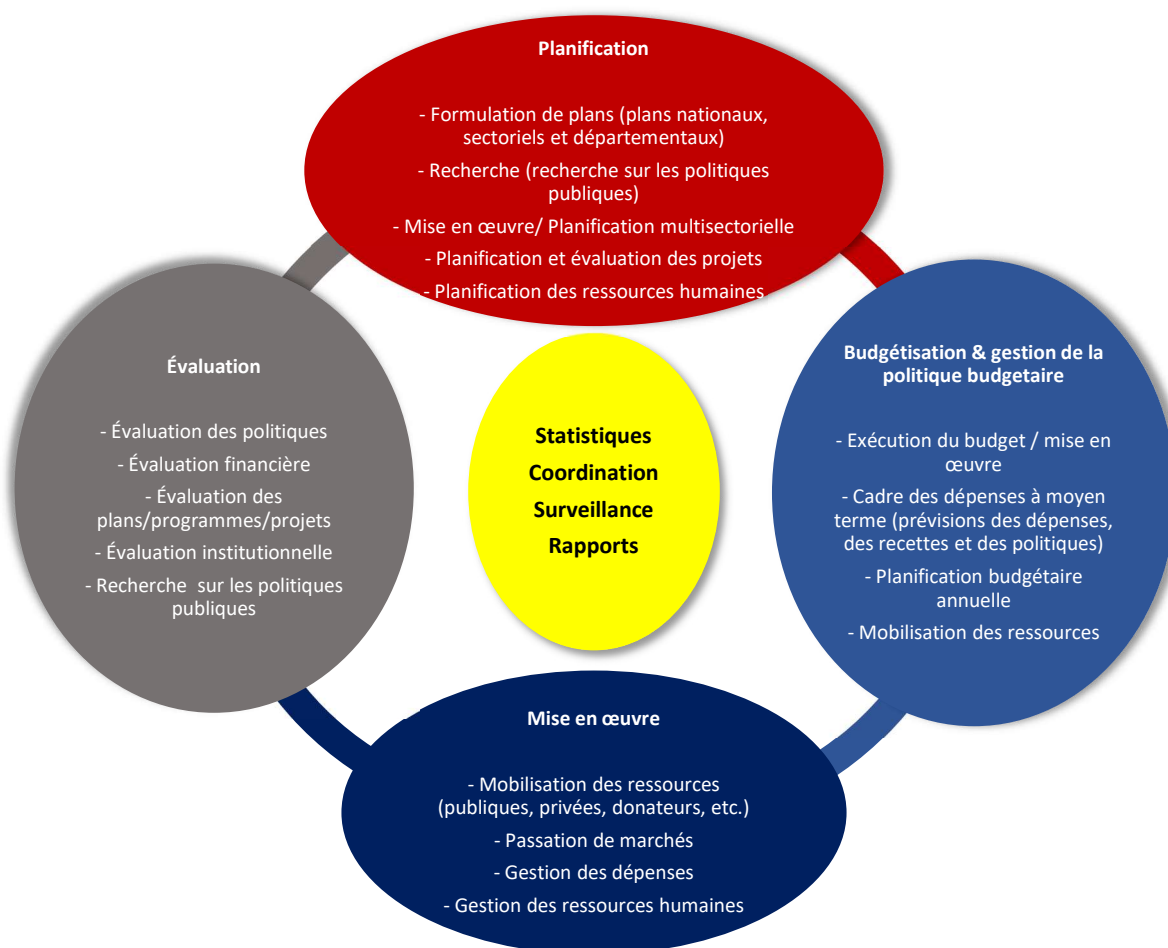 Planification
- Formulation de plans (plans nationaux,
sectoriels et départementaux)
- Recherche (recherche sur les politiques
publiques)
- Mise en œuvre/ Planification multisectorielle
- Planification et évaluation des projets
- Planification des ressources humaines
Évaluation
- Évaluation des politiques
- Évaluation financière
- Évaluation des
plans/programmes/projets
- Évaluation institutionnelle
- Recherche  sur les politiques
publiques
Statistiques
Coordination
Surveillance
Rapports
Budgétisation & gestion de la
politique budgetaire
- Exécution du budget / mise en
œuvre
- Cadre des dépenses à moyen
terme (prévisions des dépenses,
des recettes et des politiques)
- Planification budgétaire
annuelle
- Mobilisation des ressources
Mise en œuvre
- Mobilisation des ressources
(publiques, privées, donateurs, etc.)
- Passation de marchés
- Gestion des dépenses
- Gestion des ressources humaines